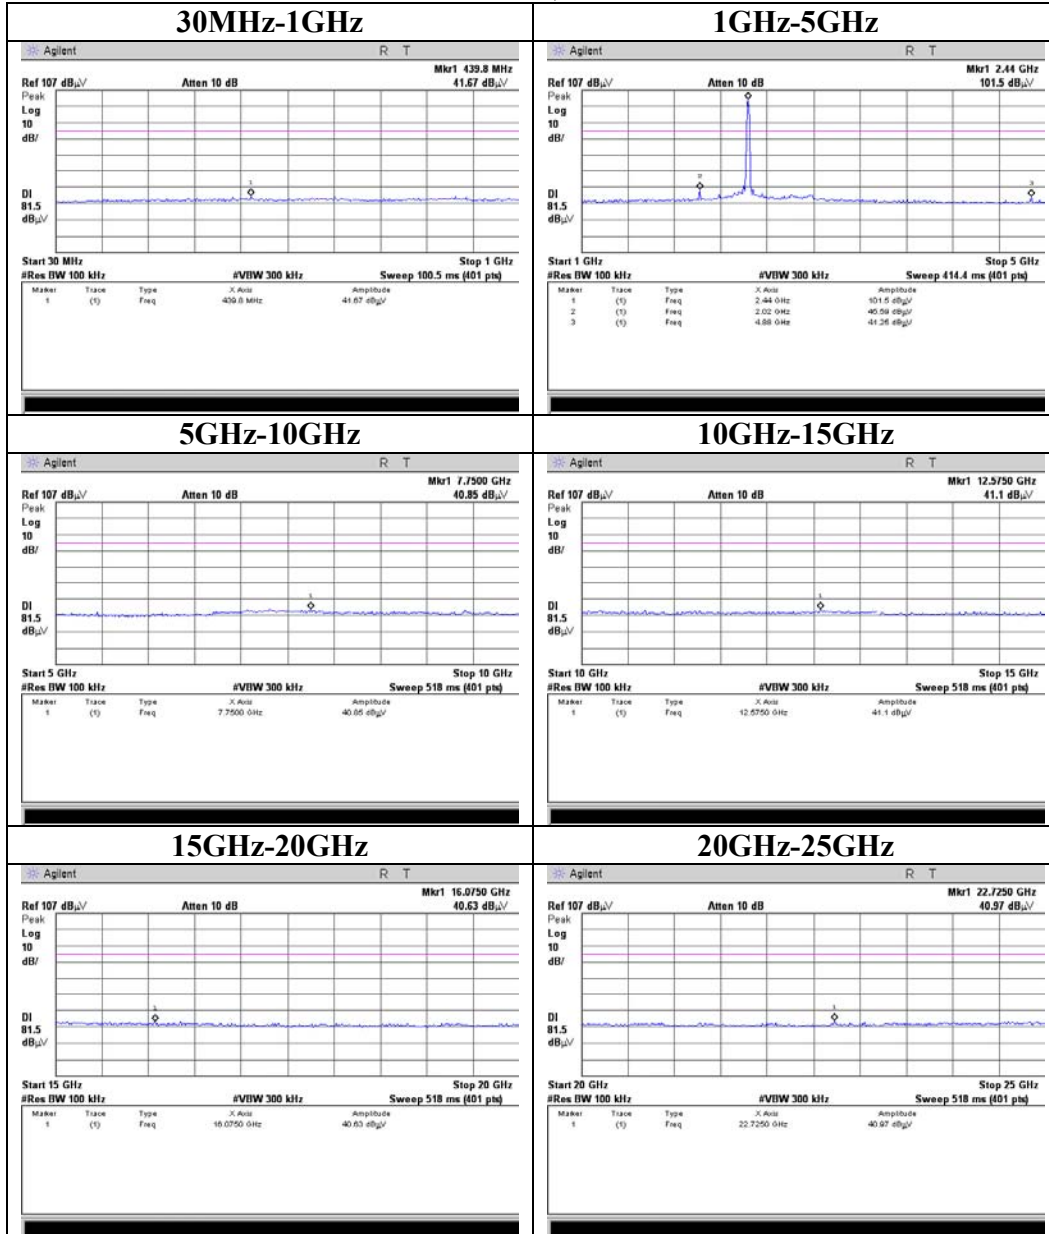 30MHz-1GHz
Agilent R T
Mkr1 439.8 MHz
Ref 107 dBµV Atten 10 dB 41.67 dBµV
Peak
Log
10
dB/
1
DI
81.5
dBµV
Start 30 MHz Stop 1 GHz
#Res BW 100 kHz #VBW 300 kHz Sweep 100.5 ms (401 pts)
Marker Trace Type X Axis Amplitude
1 (1) Freq 439.8 MHz 41.67 dBµV
1GHz-5GHz
Agilent R T
Mkr1 2.44 GHz
Ref 107 dBµV Atten 10 dB 101.5 dBµV
Peak
Log
10
dB/
2
3
DI
81.5
dBµV
Start 1 GHz Stop 5 GHz
#Res BW 100 kHz #VBW 300 kHz Sweep 414.4 ms (401 pts)
Marker Trace Type X Axis Amplitude
1 (1) Freq 2.44 GHz 101.5 dBµV
2 (1) Freq 2.02 GHz 46.59 dBµV
3 (1) Freq 4.88 GHz 41.26 dBµV
5GHz-10GHz
Agilent R T
Mkr1 7.7500 GHz
Ref 107 dBµV Atten 10 dB 40.85 dBµV
Peak
Log
10
dB/
1
DI
81.5
dBµV
Start 5 GHz Stop 10 GHz
#Res BW 100 kHz #VBW 300 kHz Sweep 518 ms (401 pts)
Marker Trace Type X Axis Amplitude
1 (1) Freq 7.7500 GHz 40.85 dBµV
10GHz-15GHz
Agilent R T
Mkr1 12.5750 GHz
Ref 107 dBµV Atten 10 dB 41.1 dBµV
Peak
Log
10
dB/
1
DI
81.5
dBµV
Start 10 GHz Stop 15 GHz
#Res BW 100 kHz #VBW 300 kHz Sweep 518 ms (401 pts)
Marker Trace Type X Axis Amplitude
1 (1) Freq 12.5750 GHz 41.1 dBµV
15GHz-20GHz
Agilent R T
Mkr1 16.0750 GHz
Ref 107 dBµV Atten 10 dB 40.63 dBµV
Peak
Log
10
dB/
1
DI
81.5
dBµV
Start 15 GHz Stop 20 GHz
#Res BW 100 kHz #VBW 300 kHz Sweep 518 ms (401 pts)
Marker Trace Type X Axis Amplitude
1 (1) Freq 16.0750 GHz 40.63 dBµV
20GHz-25GHz
Agilent R T
Mkr1 22.7250 GHz
Ref 107 dBµV Atten 10 dB 40.97 dBµV
Peak
Log
10
dB/
1
DI
81.5
dBµV
Start 20 GHz Stop 25 GHz
#Res BW 100 kHz #VBW 300 kHz Sweep 518 ms (401 pts)
Marker Trace Type X Axis Amplitude
1 (1) Freq 22.7250 GHz 40.97 dBµV